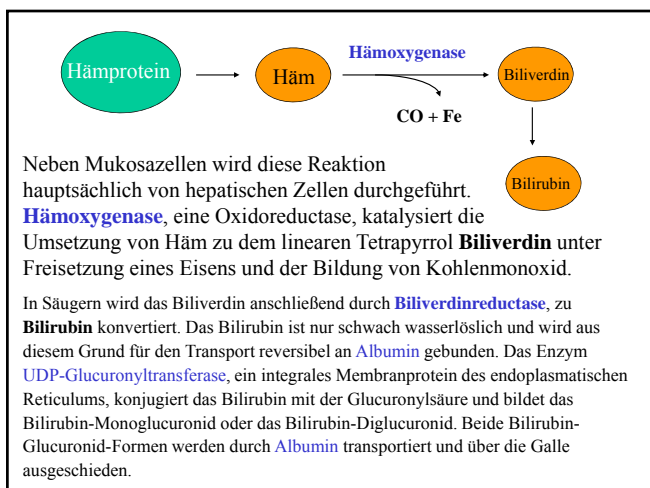 Hämoxygenase
Hämprotein
Häm
Biliverdin
CO + Fe
Bilirubin
Neben Mukosazellen wird diese Reaktion
hauptsächlich von hepatischen Zellen durchgeführt.
Hämoxygenase, eine Oxidoreductase, katalysiert die
Umsetzung von Häm zu dem linearen Tetrapyrrol Biliverdin unter
Freisetzung eines Eisens und der Bildung von Kohlenmonoxid.
In Säugern wird das Biliverdin anschließend durch Biliverdinreductase, zu
Bilirubin konvertiert. Das Bilirubin ist nur schwach wasserlöslich und wird aus
diesem Grund für den Transport reversibel an Albumin gebunden. Das Enzym
UDP-Glucuronyltransferase, ein integrales Membranprotein des endoplasmatischen
Reticulums, konjugiert das Bilirubin mit der Glucuronylsäure und bildet das
Bilirubin-Monoglucuronid oder das Bilirubin-Diglucuronid. Beide Bilirubin-
Glucuronid-Formen werden durch Albumin transportiert und über die Galle
ausgeschieden.